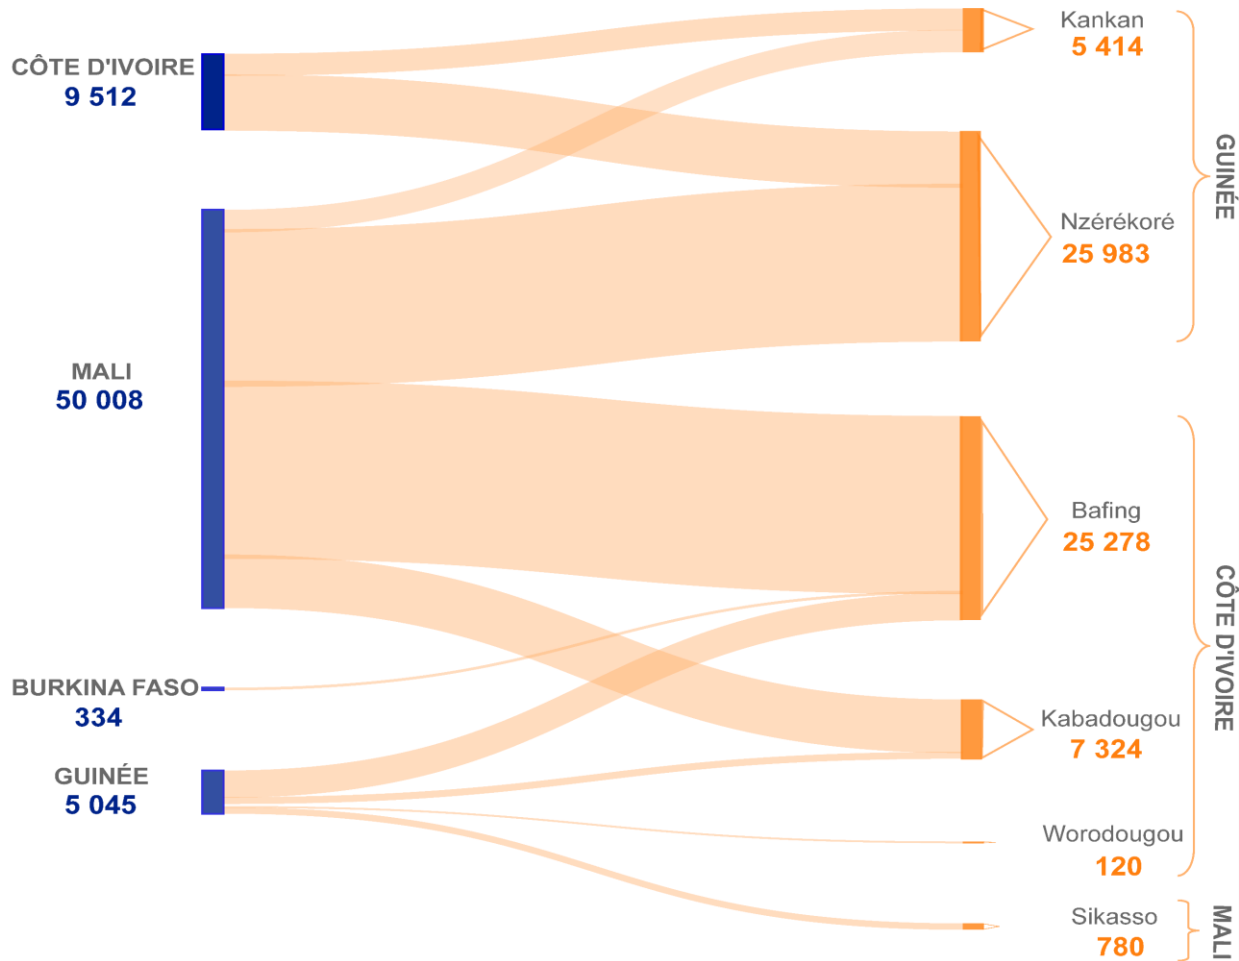 CÔTE D'IVOIRE
9 512
MALI
50 008
BURKINA FASO
334
GUINÉE
5 045
Kankan
5 414
Nzérékoré
25 983
GUINÉE
Bafing
25 278
Kabadougou
7 324
Worodougou
120
CÔTE D'IVOIRE
Sikasso
780
MALI